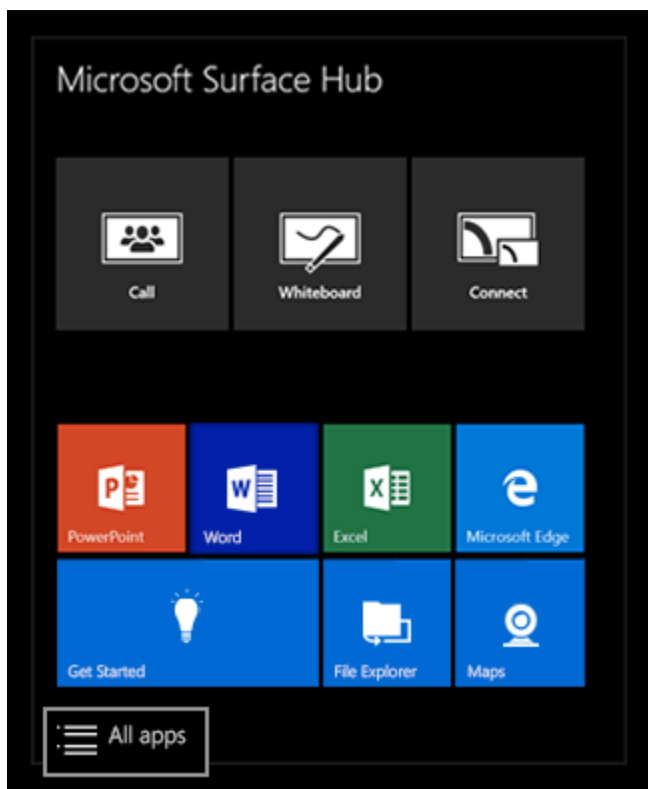 Microsoft Surface Hub
Call Whiteboard Connect
P W X
PowerPoint Word Excel Microsoft Edge
Get Started File Explorer Maps
All apps